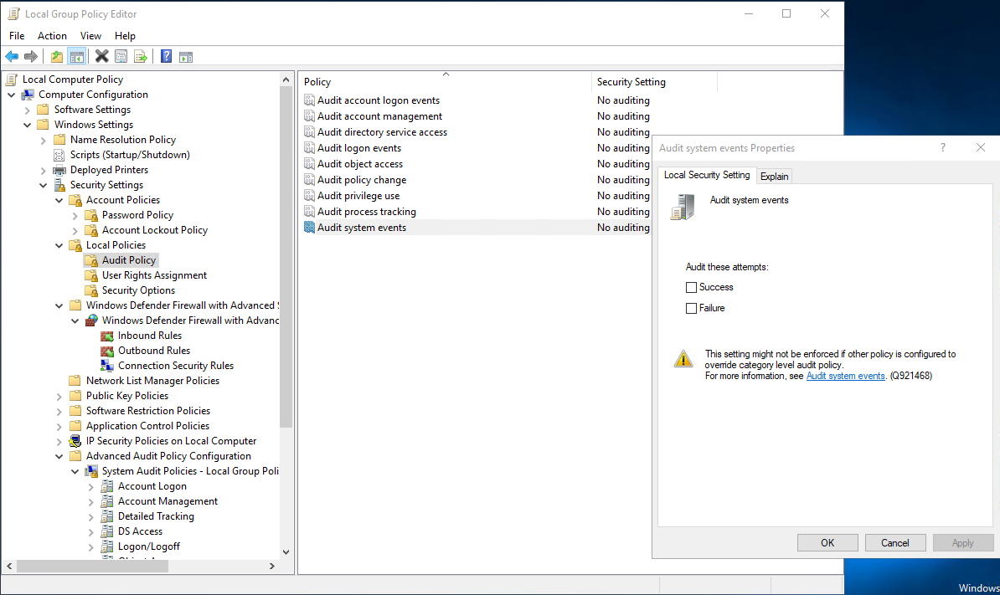 Local Group Policy Editor
File Action View Help
Local Computer Policy
Computer Configuration
Software Settings
Windows Settings
Name Resolution Policy
Scripts (Startup/Shutdown)
Deployed Printers
Security Settings
Account Policies
Password Policy
Account Lockout Policy
Local Policies
Audit Policy
User Rights Assignment
Security Options
Windows Defender Firewall with Advanced
Windows Defender Firewall with Advanc
Inbound Rules
Outbound Rules
Connection Security Rules
Network List Manager Policies
Public Key Policies
Software Restriction Policies
Application Control Policies
IP Security Policies on Local Computer
Advanced Audit Policy Configuration
System Audit Policies - Local Group Poli
Account Logon
Account Management
Detailed Tracking
DS Access
Logon/Logoff
Policy Security Setting
Audit account logon events No auditing
Audit account management No auditing
Audit directory service access No auditing
Audit logon events No auditing
Audit object access No auditing
Audit policy change No auditing
Audit privilege use No auditing
Audit process tracking No auditing
Audit system events No auditing
Audit system events Properties ?
Local Security Setting Explain
Audit system events
Audit these attempts:
Success
Failure
This setting might not be enforced if other policy is configured to
override category level audit policy.
For more information, see Audit system events. (Q921468)
OK Cancel Apply
Windows